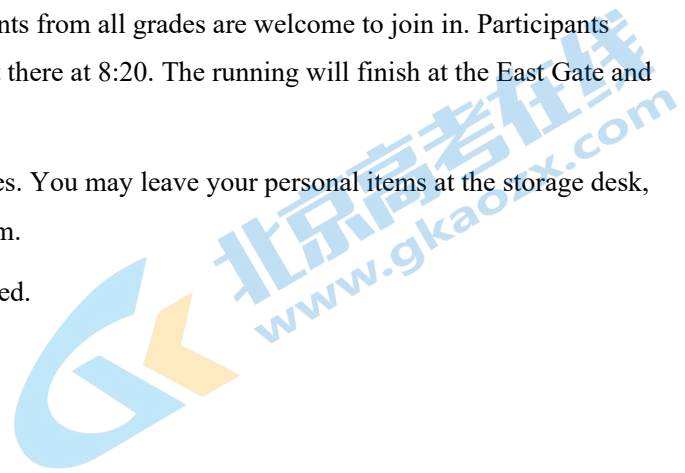 nts from all grades are welcome to join in. Participants
there at 8:20. The running will finish at the East Gate and
es. You may leave your personal items at the storage desk,
m.
ed.
北京高考在线
www.gkaozx.com